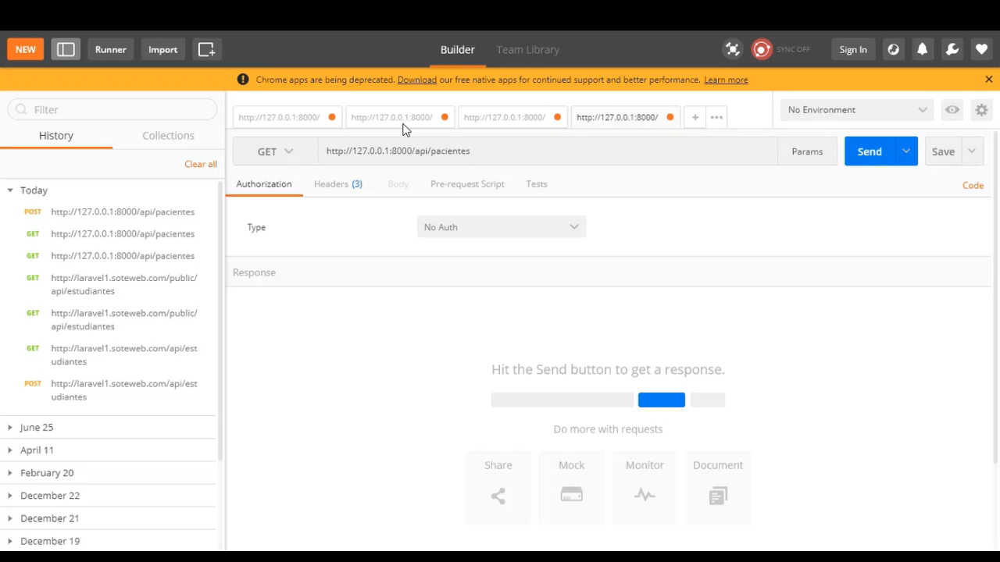 NEW Runner Import Builder Team Library SYNC OFF Sign In
Chrome apps are being deprecated. Download our free native apps for continued support and better performance. Learn more
Filter
History Collections
Clear all
Today
POST http://127.0.0.1:8000/api/pacientes
GET http://127.0.0.1:8000/api/pacientes
GET http://127.0.0.1:8000/api/pacientes
GET http://laravel1.soteweb.com/public/
api/estudiantes
GET http://laravel1.soteweb.com/public/
api/estudiantes
GET http://laravel1.soteweb.com/api/est
udiantes
POST http://laravel1.soteweb.com/api/est
udiantes
June 25
April 11
February 20
December 22
December 21
December 19
http://127.0.0.1:8000/ http://127.0.0.1:8000/ http://127.0.0.1:8000/ http://127.0.0.1:8000/ + ••• No Environment
GET http://127.0.0.1:8000/api/pacientes Params Send Save
Authorization Headers (3) Body Pre-request Script Tests Code
Type No Auth
Response
Hit the Send button to get a response.
Do more with requests
Share Mock Monitor Document